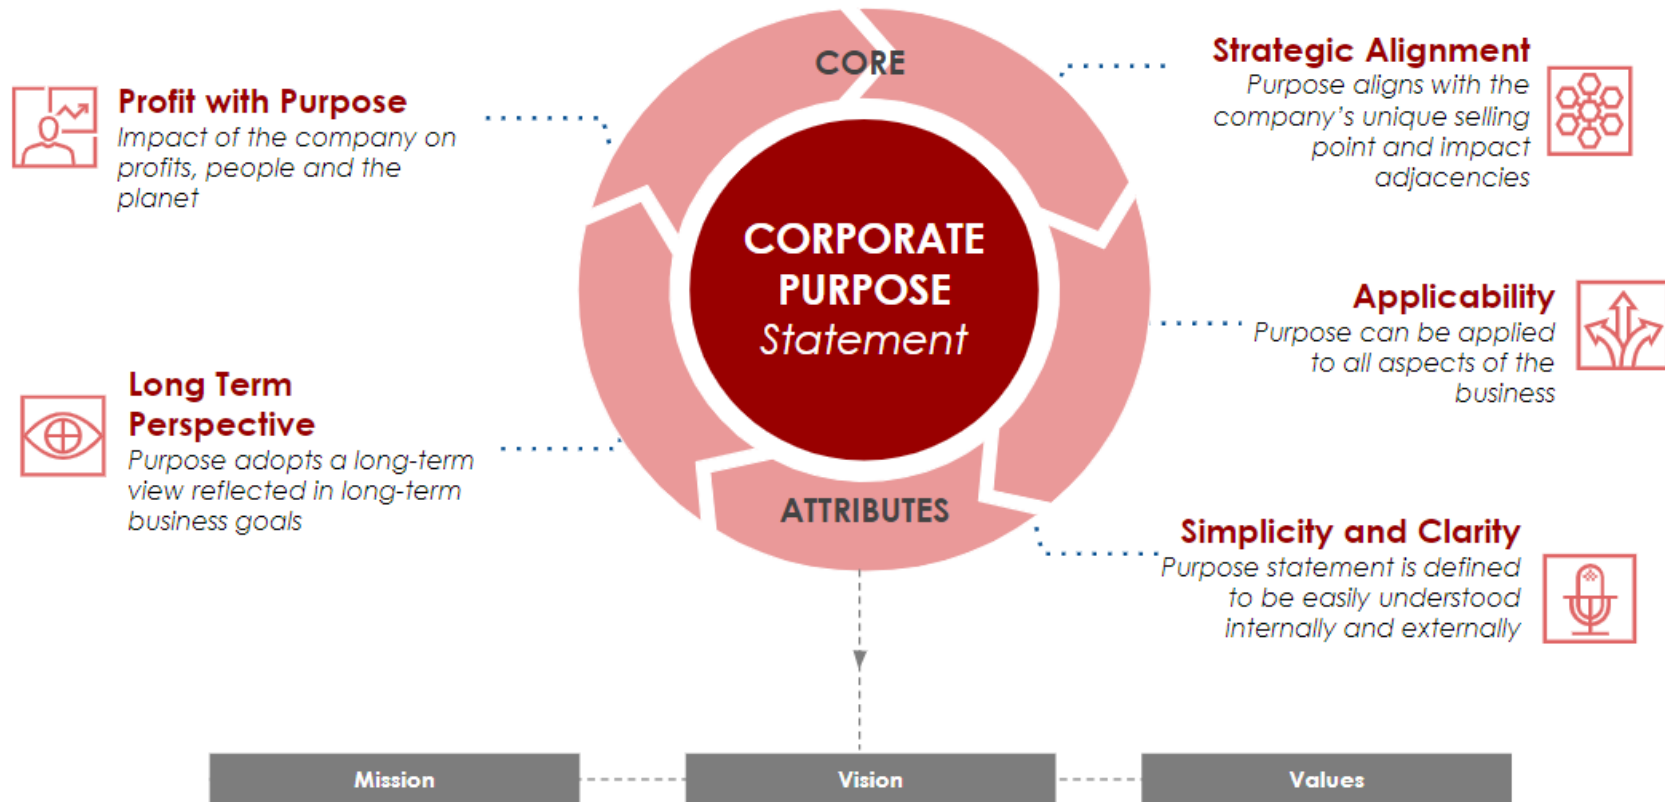 CORE
ATTRIBUTES
CORPORATE
PURPOSE
Statement
Profit with Purpose
Impact of the company on
profits, people and the
planet
Long Term
Perspective
Purpose adopts a long-term
view reflected in long-term
business goals
Strategic Alignment
Purpose aligns with the
company's unique selling
point and impact
adjacencies
Applicability
Purpose can be applied
to all aspects of the
business
Simplicity and Clarity
Purpose statement is defined
to be easily understood
internally and externally
Mission
Vision
Values